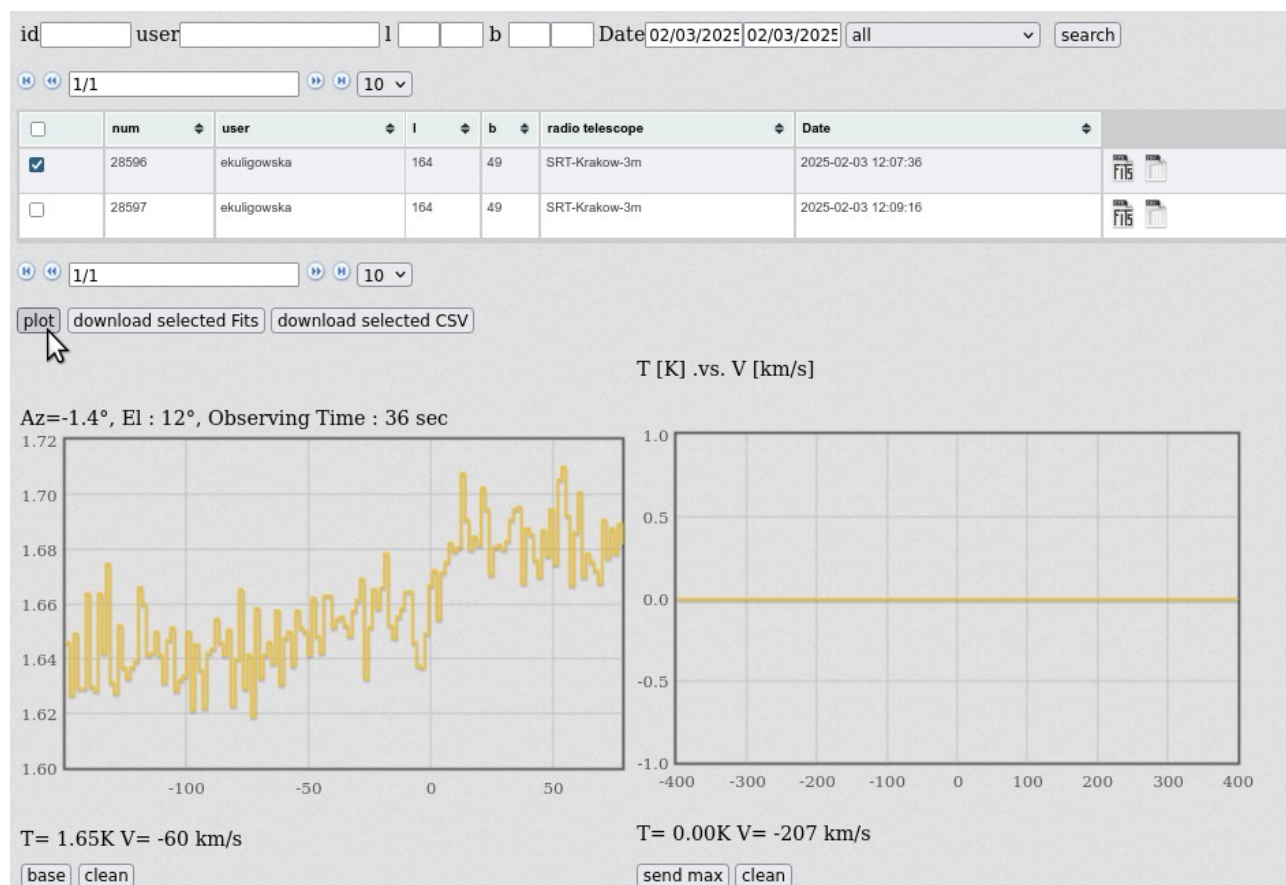 id user l b Date 02/03/2025 02/03/2025 all search
1/1 10
num user l b radio telescope Date
28596 ekuligowska 164 49 SRT-Krakow-3m 2025-02-03 12:07:36 FITS
28597 ekuligowska 164 49 SRT-Krakow-3m 2025-02-03 12:09:16 FITS
1/1 10
plot download selected Fits download selected CSV
T [K] .vs. V [km/s]
Az=-1.4°, El : 12°, Observing Time : 36 sec
1.72
1.70
1.68
1.66
1.64
1.62
1.60
-100 -50 0 50
1.0
0.5
0.0
-0.5
-1.0
-400 -300 -200 -100 0 100 200 300 400
T= 1.65K V= -60 km/s
T= 0.00K V= -207 km/s
base clean
send max clean